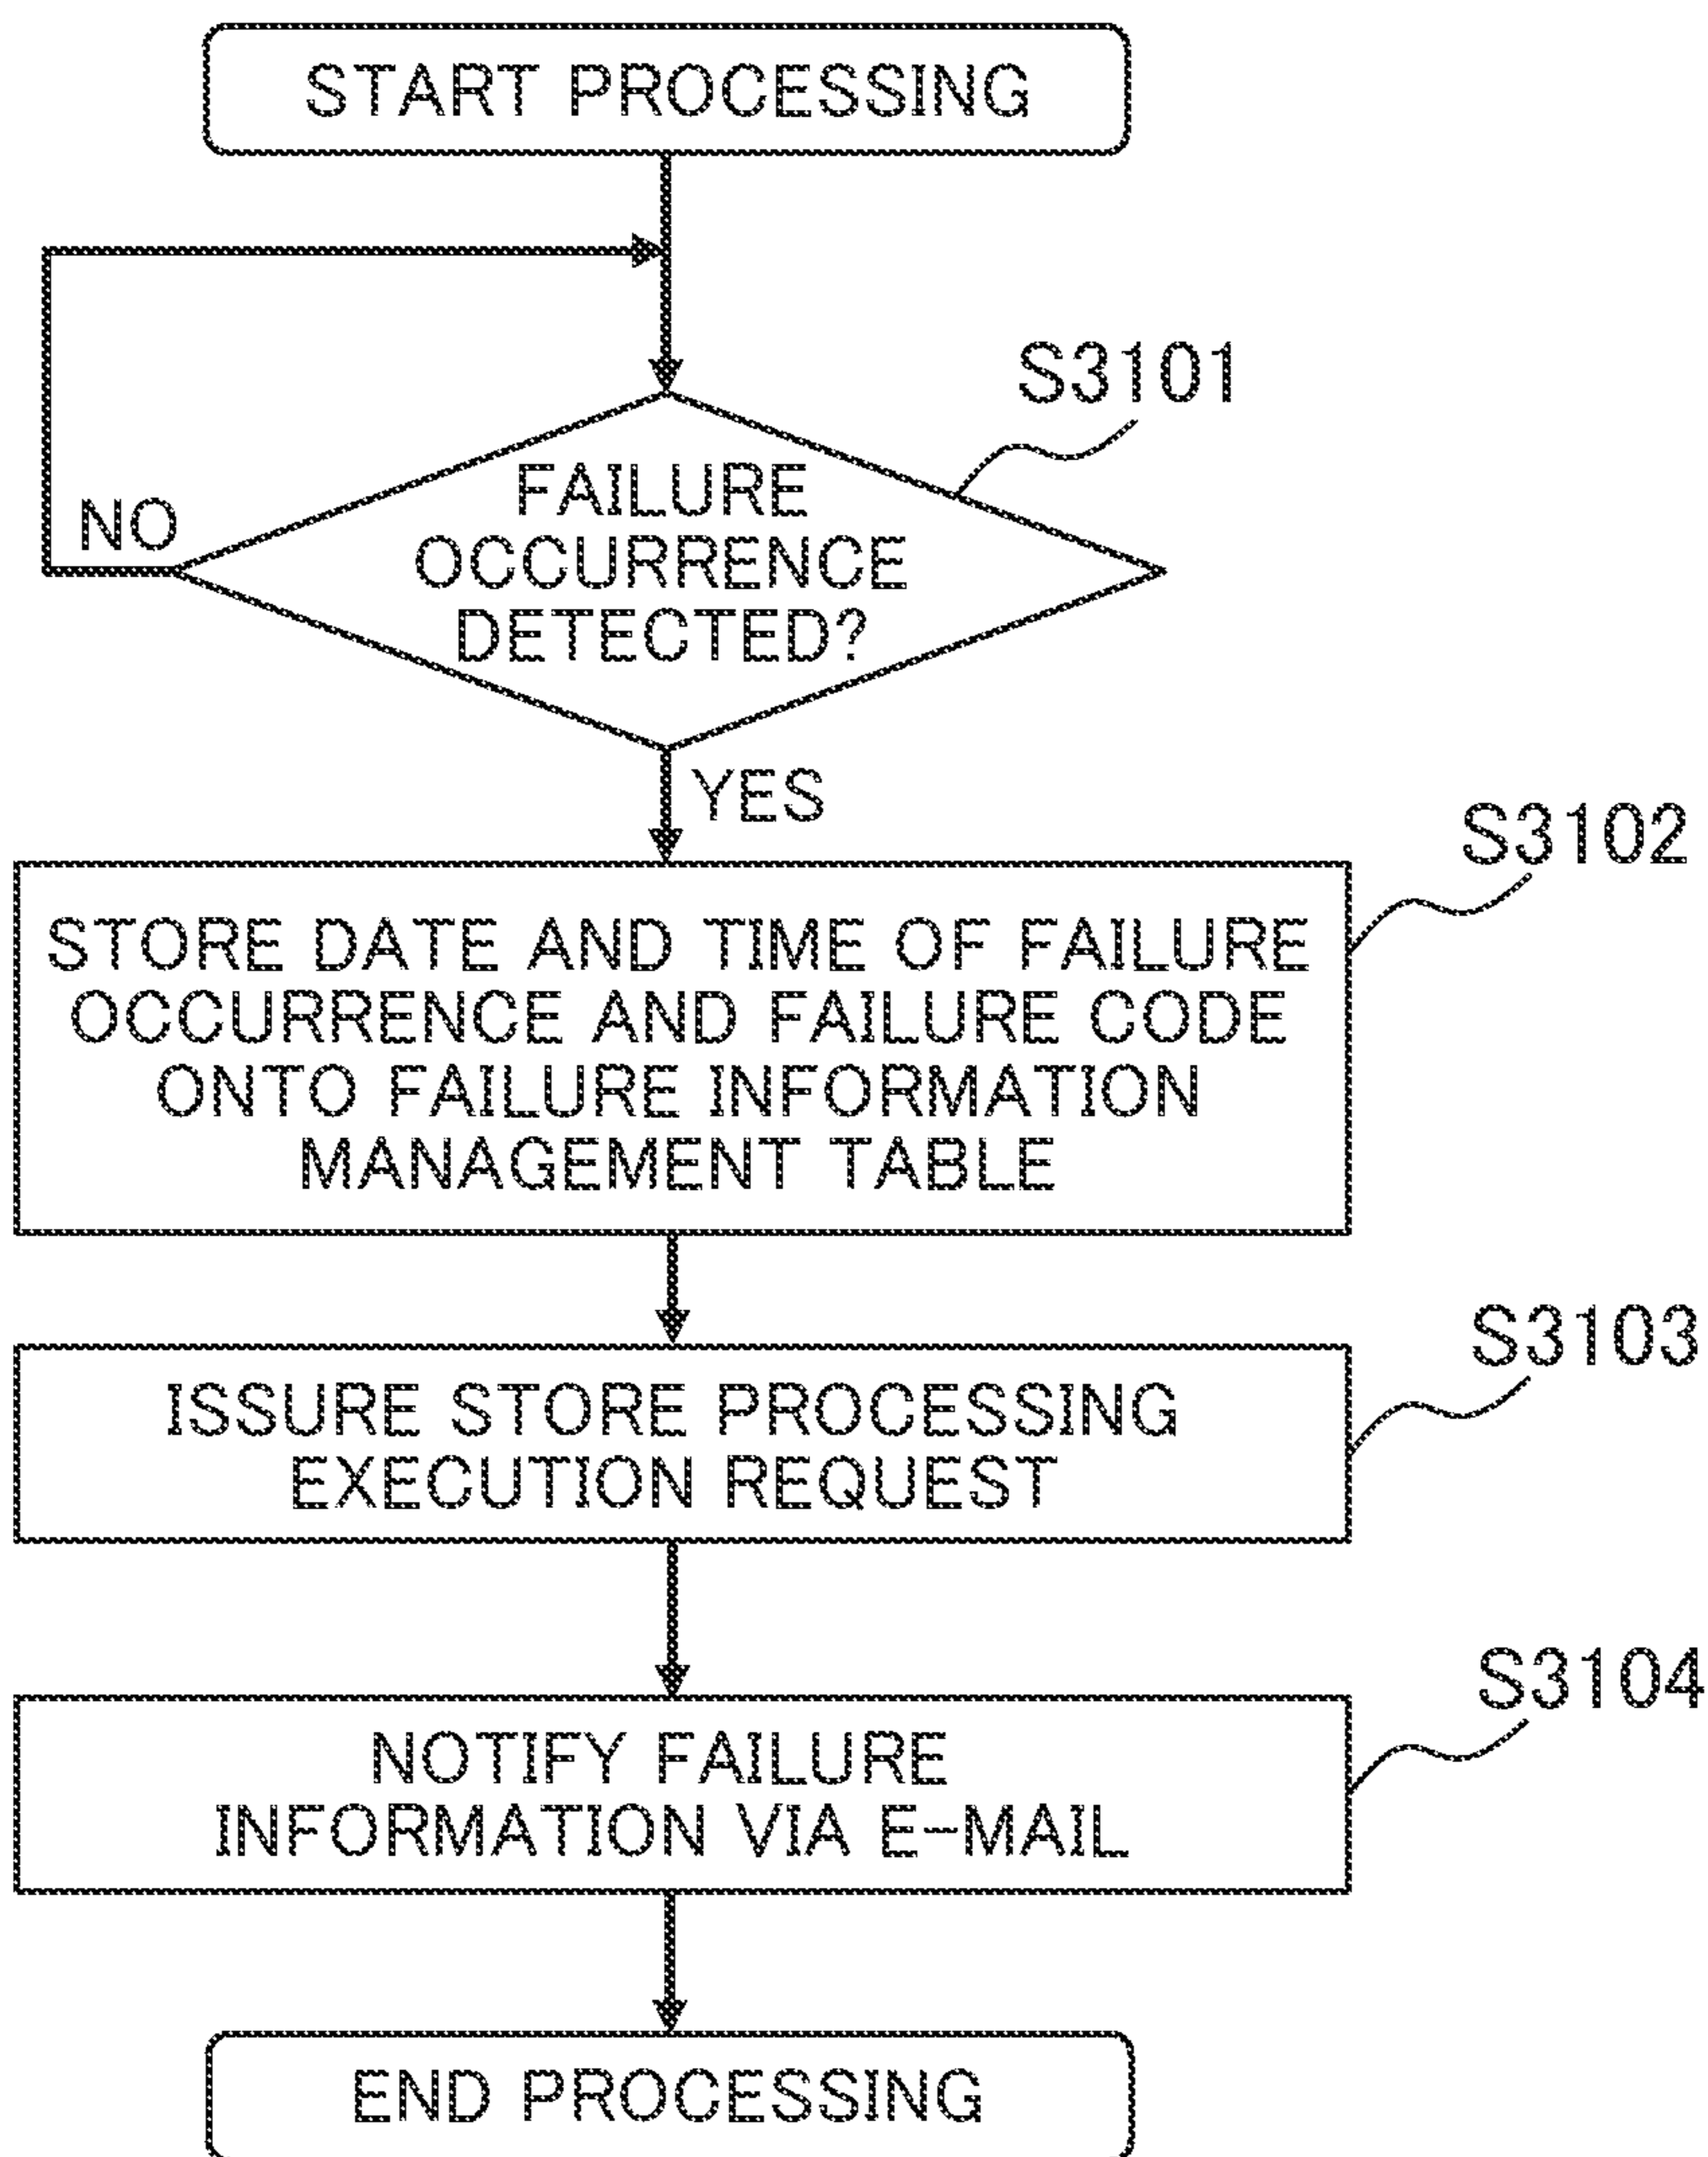 START PROCESSING
S3101
FAILURE
OCCURRENCE
DETECTED?
NO
YES
S3102
STORE DATE AND TIME OF FAILURE
OCCURRENCE AND FAILURE CODE
ONTO FAILURE INFORMATION
MANAGEMENT TABLE
S3103
ISSURE STORE PROCESSING
EXECUTION REQUEST
S3104
NOTIFY FAILURE
INFORMATION VIA E-MAIL
END PROCESSING